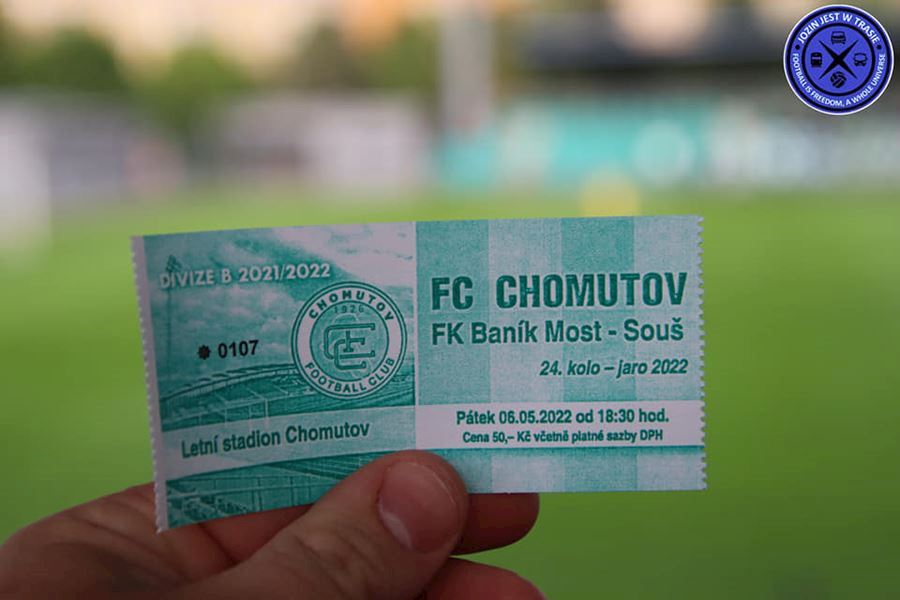 JOZIN JEST W TRASIE
FOOTBALL IS FREEDOM, A WHOLE UNIVERSE
DIVIZE B 2021/2022
0107
CHOMUTOV
1920
FOOTBALL CLUB
Letní stadion Chomutov
FC CHOMUTOV
FK Baník Most - Souš
24. kolo – jaro 2022
Pátek 06.05.2022 od 18:30 hod.
Cena 50,– Kč včetně platné sazby DPH